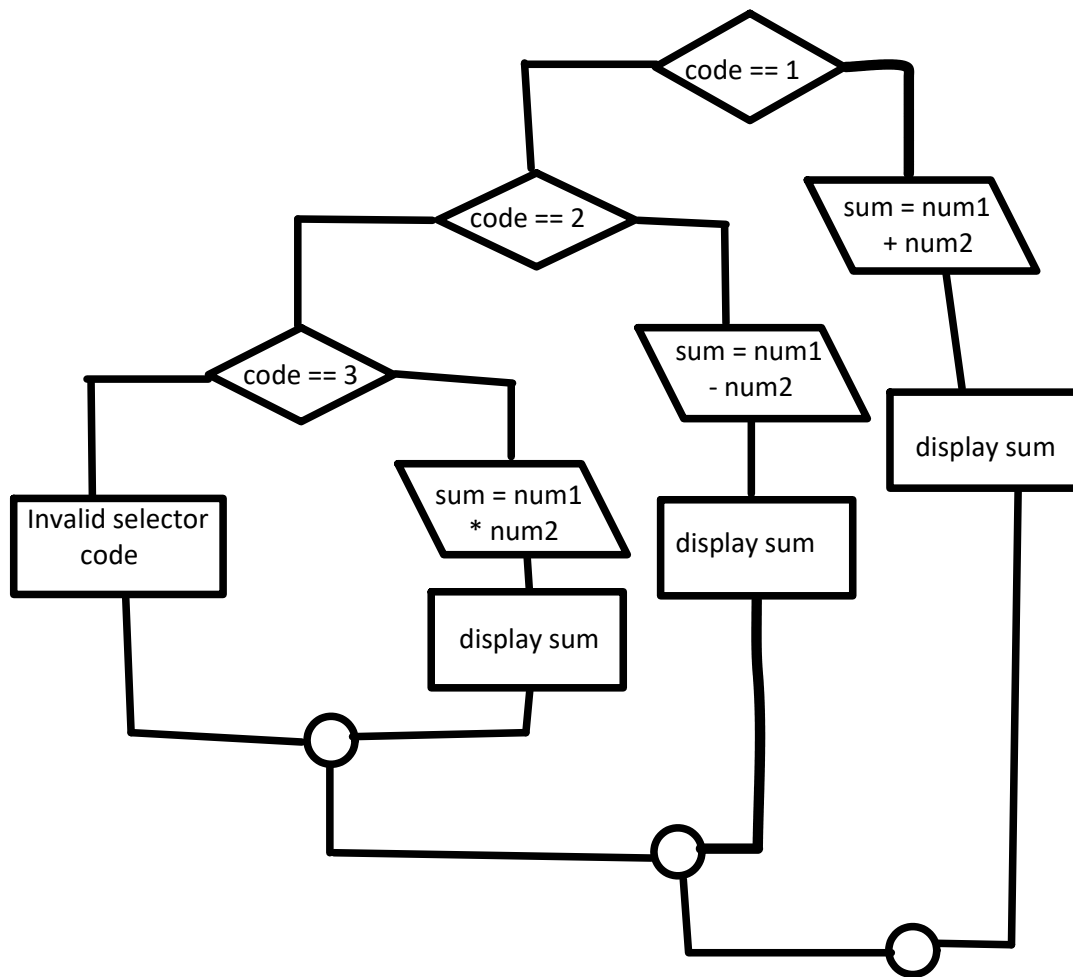 code == 1
code == 2
sum = num1
+ num2
code == 3
sum = num1
- num2
display sum
Invalid selector
code
sum = num1
* num2
display sum
display sum